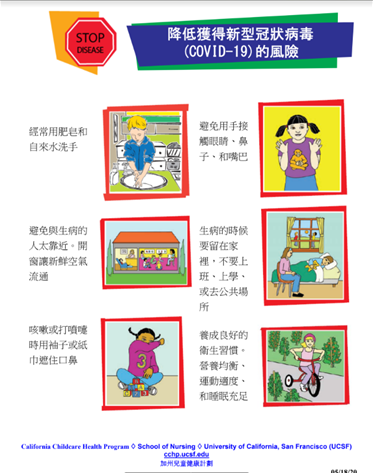 STOP
DISEASE
降低獲得新型冠狀病毒
(COVID-19)的風險
經常用肥皂和
自來水洗手
避免用手接
觸眼睛、鼻
子、和嘴巴
避免與生病的
人太靠近。開
窗讓新鮮空氣
流通
生病的時候
要留在家
裡，不要上
班、上學、
或去公共場
所
咳嗽或打噴嚏
時用袖子或紙
巾遮住口鼻
養成良好的
衛生習慣。
營養均衡、
運動適度、
和睡眠充足
California Childcare Health Program ◊ School of Nursing ◊ University of California, San Francisco (UCSF)
cchp.ucsf.edu
加州兒童健康計劃
05/18/20